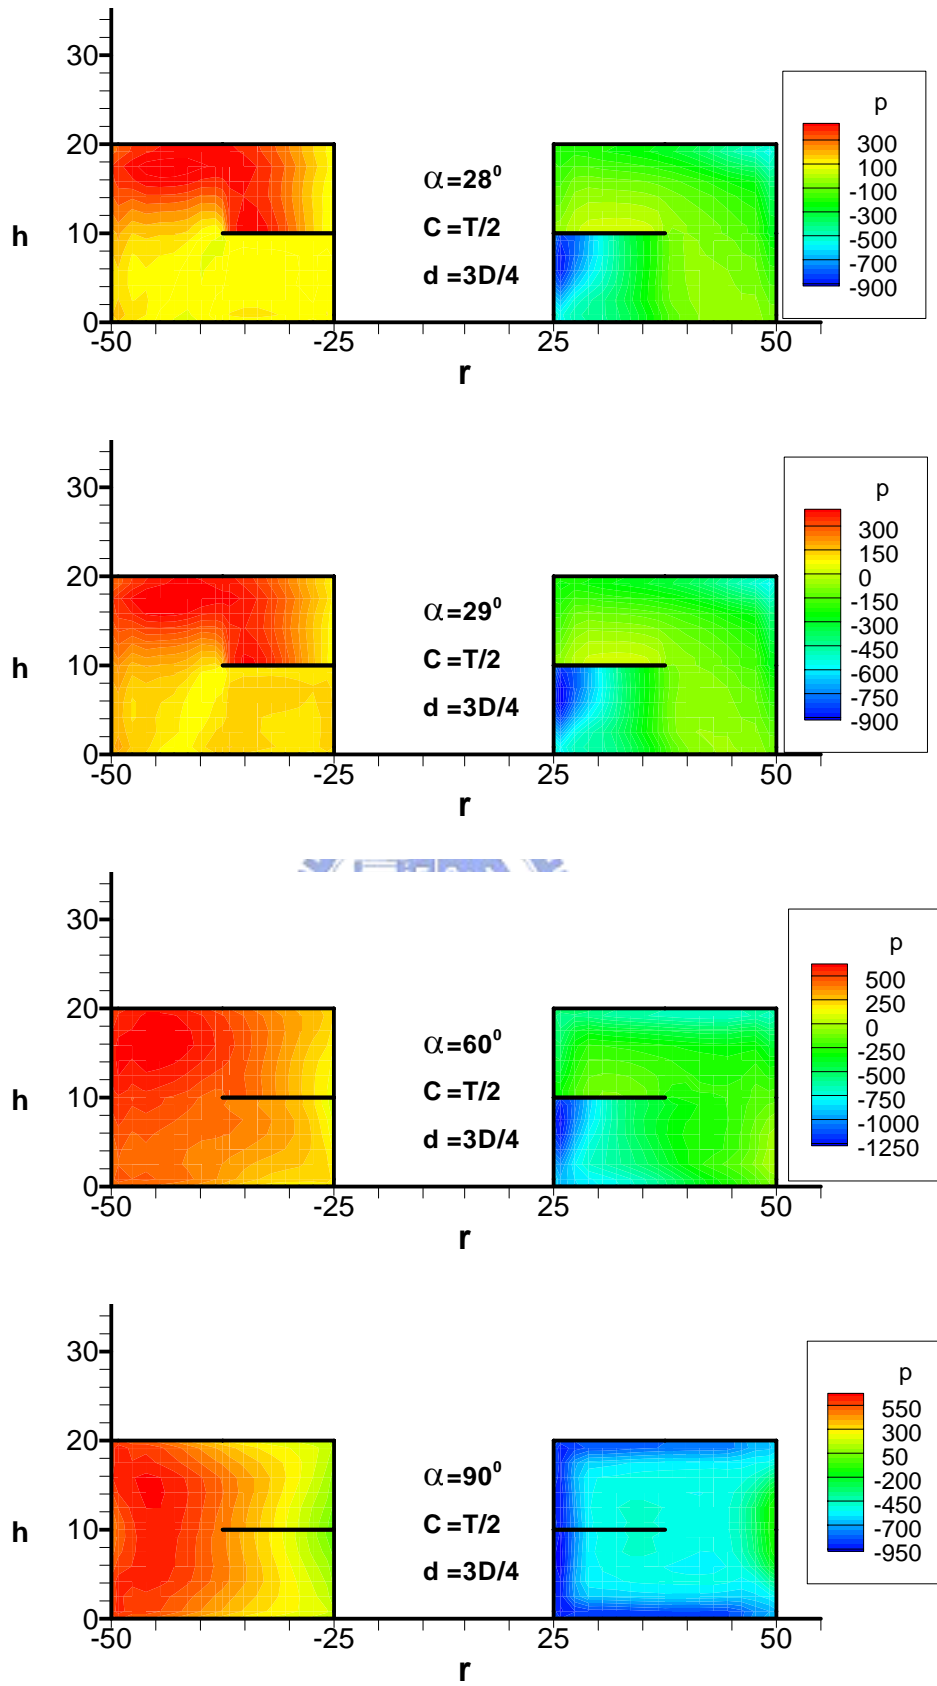 30
20
10
0
h
-50
-25
25
50
r
α=28⁰
C=T/2
d=3D/4
p
300
100
-100
-300
-500
-700
-900
30
20
10
0
h
-50
-25
25
50
r
α=29⁰
C=T/2
d=3D/4
p
300
150
0
-150
-300
-450
-600
-750
-900
30
20
10
0
h
-50
-25
25
50
r
α=60⁰
C=T/2
d=3D/4
p
500
250
0
-250
-500
-750
-1000
-1250
30
20
10
0
h
-50
-25
25
50
r
α=90⁰
C=T/2
d=3D/4
p
550
300
50
-200
-450
-700
-950